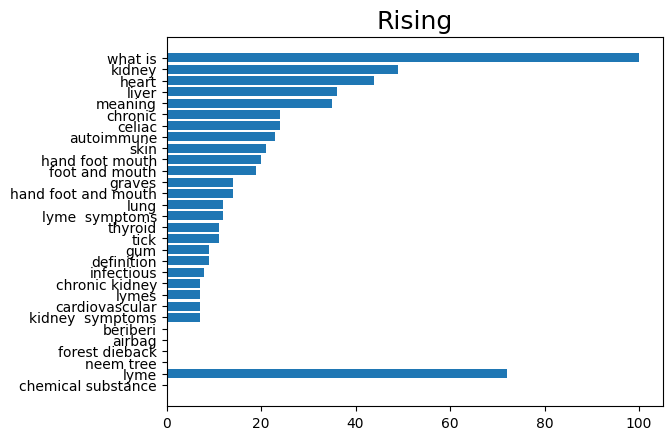 Rising
what is
kidney
heart
liver
meaning
chronic
celiac
autoimmune
skin
hand foot mouth
foot and mouth
graves
hand foot and mouth
lung
lyme  symptoms
thyroid
tick
gum
definition
infectious
chronic kidney
lymes
cardiovascular
kidney  symptoms
beriberi
airbag
forest dieback
neem tree
lyme
chemical substance
0 20 40 60 80 100